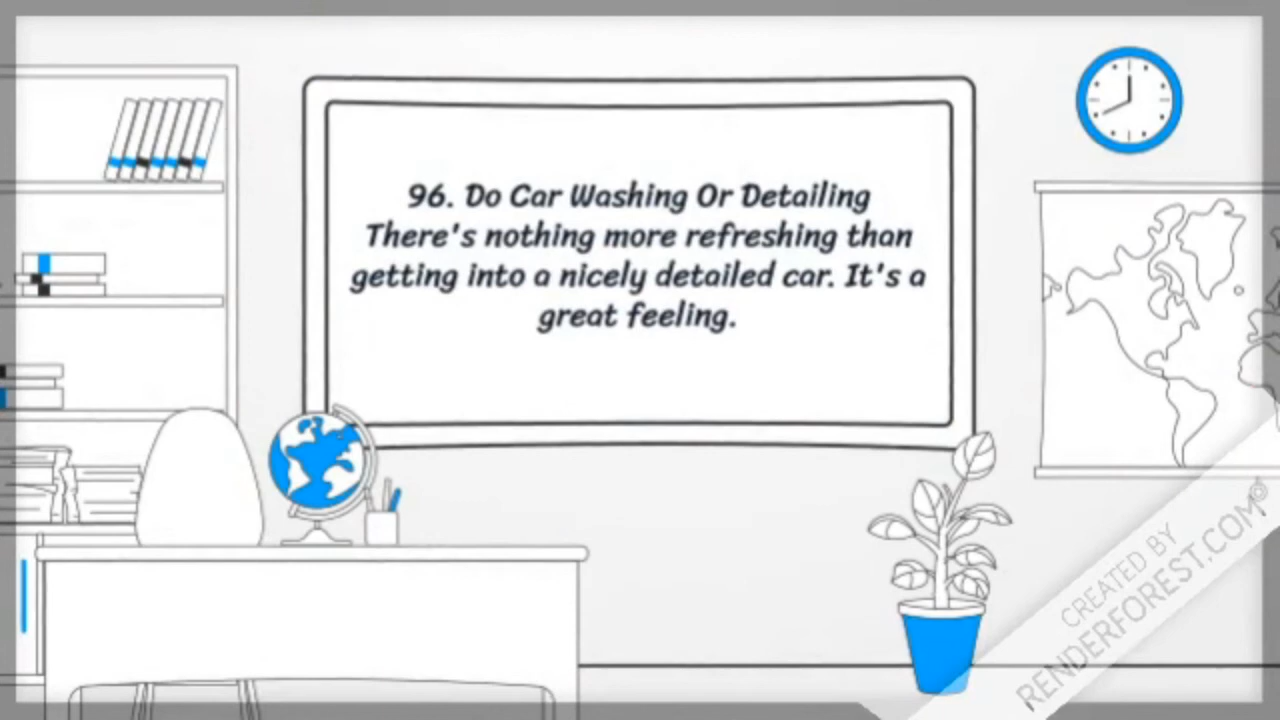 96. Do Car Washing Or Detailing
There's nothing more refreshing than
getting into a nicely detailed car. It's a
great feeling.
CREATED BY
RENDERFOREST.COM